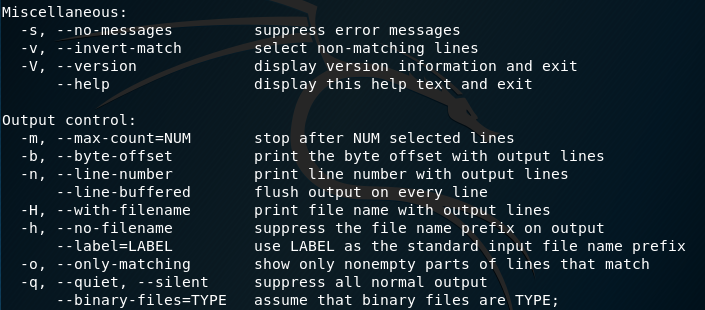 Miscellaneous:
  -s, --no-messages         suppress error messages
  -v, --invert-match        select non-matching lines
  -V, --version             display version information and exit
      --help                display this help text and exit

Output control:
  -m, --max-count=NUM       stop after NUM selected lines
  -b, --byte-offset         print the byte offset with output lines
  -n, --line-number         print line number with output lines
      --line-buffered       flush output on every line
  -H, --with-filename       print file name with output lines
  -h, --no-filename         suppress the file name prefix on output
      --label=LABEL         use LABEL as the standard input file name prefix
  -o, --only-matching       show only nonempty parts of lines that match
  -q, --quiet, --silent     suppress all normal output
      --binary-files=TYPE   assume that binary files are TYPE;